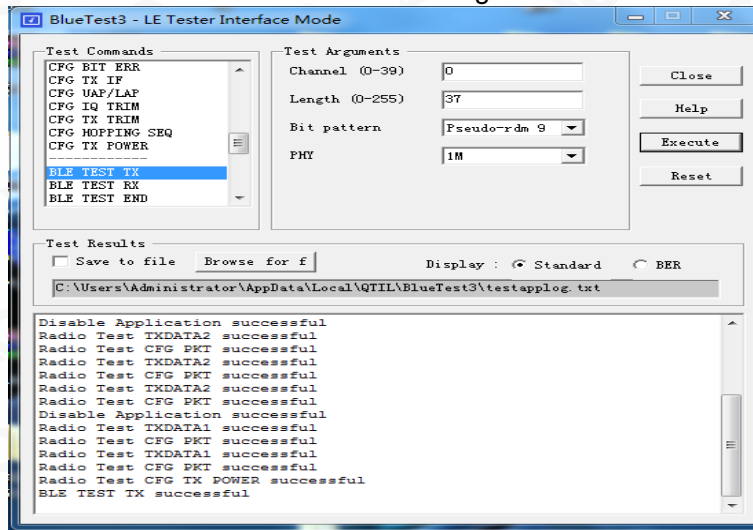 BlueTest3 - LE Tester Interface Mode
Test Commands
CFG BIT ERR
CFG TX IF
CFG UAP/LAP
CFG IQ TRIM
CFG TX TRIM
CFG HOPPING SEQ
CFG TX POWER
------------
BLE TEST TX
BLE TEST RX
BLE TEST END
Test Arguments
Channel (0-39) 0
Length (0-255) 37
Bit pattern Pseudo-rdm 9
PHY 1M
Close
Help
Execute
Reset
Test Results
Save to file Browse for f Display : Standard BER
C:\Users\Administrator\AppData\Local\QTIL\BlueTest3\testapplog.txt
Disable Application successful
Radio Test TXDATA2 successful
Radio Test CFG PKT successful
Radio Test TXDATA2 successful
Radio Test CFG PKT successful
Radio Test TXDATA2 successful
Radio Test CFG PKT successful
Disable Application successful
Radio Test TXDATA1 successful
Radio Test CFG PKT successful
Radio Test TXDATA1 successful
Radio Test CFG PKT successful
Radio Test CFG TX POWER successful
BLE TEST TX successful